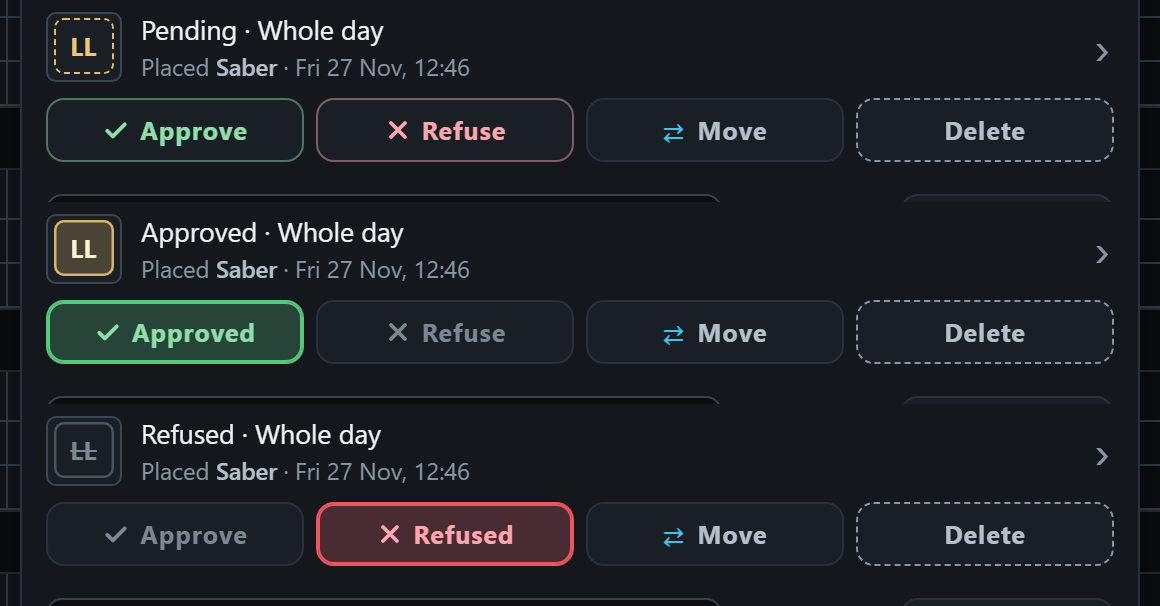 LL
Pending · Whole day
Placed Saber · Fri 27 Nov, 12:46
✓ Approve ✕ Refuse ⇄ Move Delete
LL
Approved · Whole day
Placed Saber · Fri 27 Nov, 12:46
✓ Approved ✕ Refuse ⇄ Move Delete
LL
Refused · Whole day
Placed Saber · Fri 27 Nov, 12:46
✓ Approve ✕ Refused ⇄ Move Delete